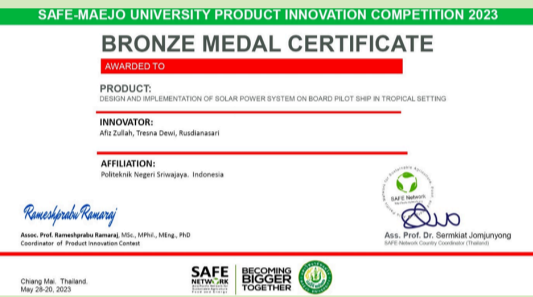 SAFE-MAEJO UNIVERSITY PRODUCT INNOVATION COMPETITION 2023
BRONZE MEDAL CERTIFICATE
AWARDED TO
PRODUCT:
DESIGN AND IMPLEMENTATION OF SOLAR POWER SYSTEM ON BOARD PILOT SHIP IN TROPICAL SETTING
INNOVATOR:
Afiz Zullah, Tresna Dewi, Rusdianasari
AFFILIATION:
Politeknik Negeri Sriwajaya. Indonesia
SAFE Network
Rameshprabu Ramaraj
Assoc. Prof. Rameshprabu Ramaraj, MSc., MPhil., MEng., PhD
Coordinator of Product Innovation Contest
Ass. Prof. Dr. Sermkiat Jomjunyong
SAFE-Network Country Coordinator (Thailand)
Chiang Mai. Thailand.
May 28-20, 2023
SAFE
NETWORK
BECOMING
BIGGER
TOGETHER